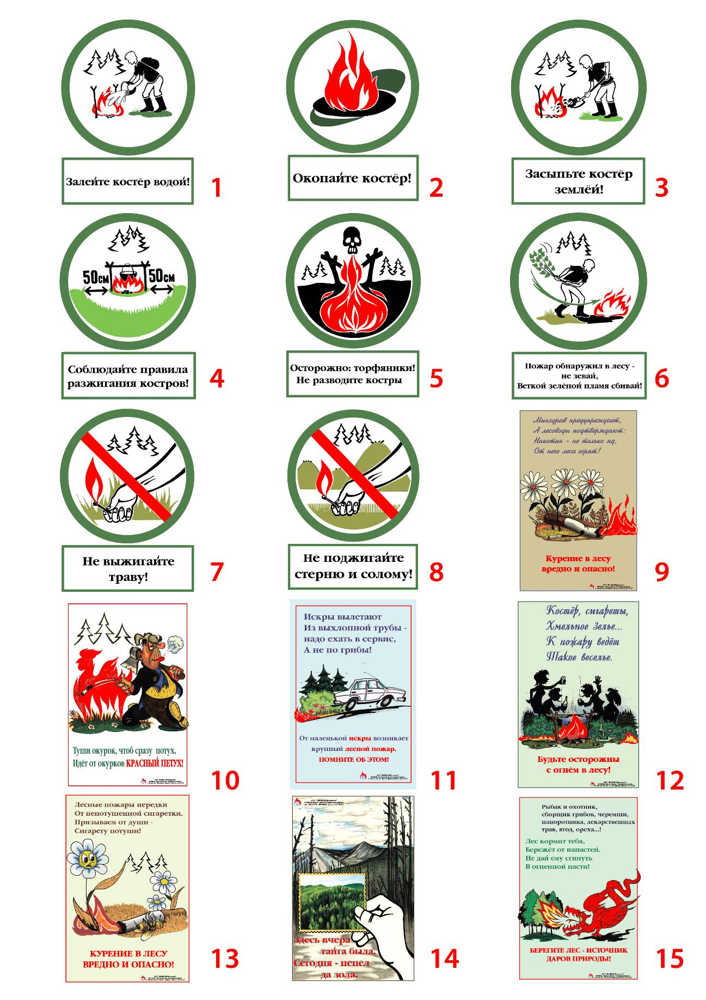 Залейте костёр водой!
1
Окопайте костёр!
2
Засыпьте костёр
землёй!
3
50см
50см
Соблюдайте правила
разжигания костров!
4
Осторожно: торфяники!
Не разводите костры
5
Пожар обнаружил в лесу -
не зевай,
Веткой зелёной пламя сбивай!
6
Не выжигайте
траву!
7
Не поджигайте
стерню и солому!
8
Минздрав предупреждает,
А лесоводы подтверждают:
Никотин - не только яд,
От него леса горят!
Курение в лесу
вредно и опасно!
9
Туши окурок, чтоб сразу потух.
Идёт от окурков КРАСНЫЙ ПЕТУХ!
10
Искры вылетают
Из выхлопной трубы -
надо ехать в сервис,
А не по грибы!
От маленькой искры возникает
крупный лесной пожар.
ПОМНИТЕ ОБ ЭТОМ!
11
Костёр, сигареты,
Хмельное зелье...
К пожару ведёт
Такое веселье.
Будьте осторожны
с огнём в лесу!
12
Лесные пожары нередки
От непотушенной сигаретки.
Призываем от души -
Сигарету потуши!
КУРЕНИЕ В ЛЕСУ
ВРЕДНО И ОПАСНО!
13
Здесь вчера
тайга была,
Сегодня - пепел
да зола.
14
Рыбак и охотник,
сборщик грибов, черемши,
папоротника, лекарственных
трав, ягод, ореха...!
Лес кормит тебя,
Бережёт от напастей.
Не дай ему сгинуть
В огненной пасти!
БЕРЕГИТЕ ЛЕС - ИСТОЧНИК
ДАРОВ ПРИРОДЫ!
15